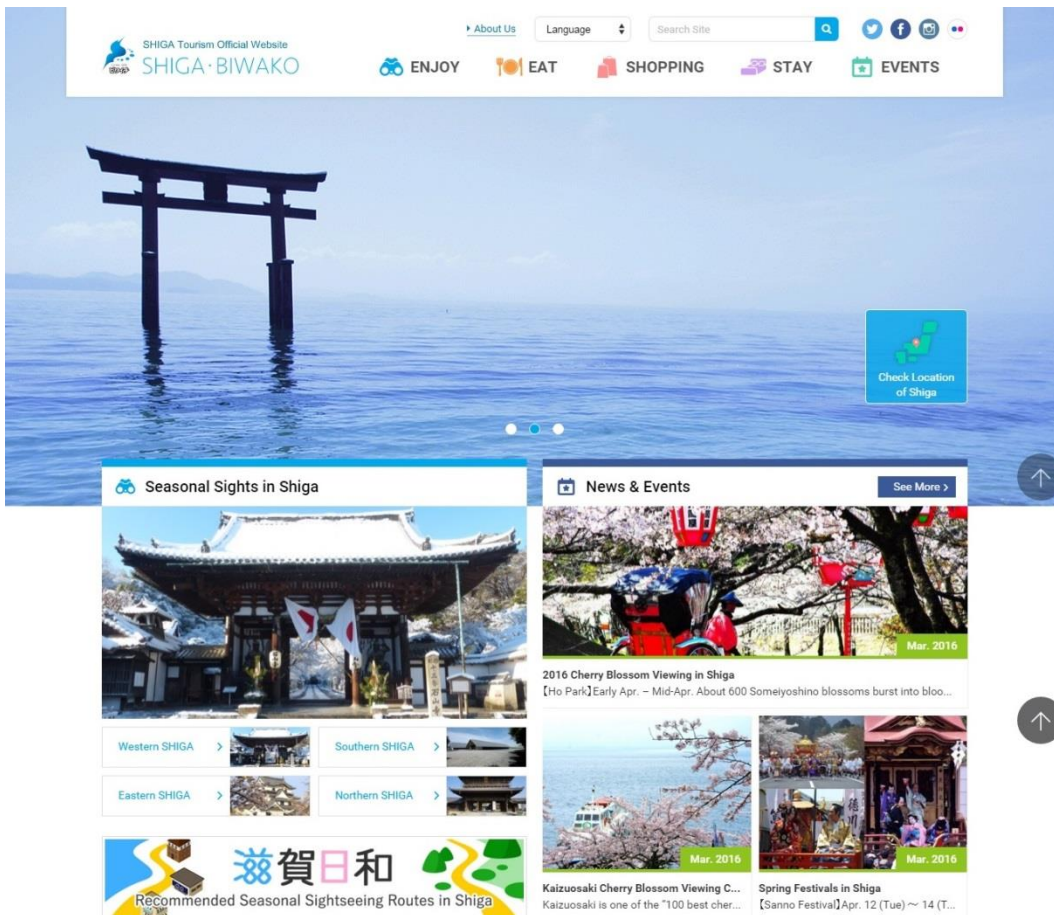 About Us
Language
Search Site
SHIGA Tourism Official Website
SHIGA・BIWAKO
ENJOY
EAT
SHOPPING
STAY
EVENTS
Check Location
of Shiga
Seasonal Sights in Shiga
News & Events
See More >
Mar. 2016
2016 Cherry Blossom Viewing in Shiga
【Ho Park】Early Apr. – Mid-Apr. About 600 Someiyoshino blossoms burst into bloo...
Western SHIGA >
Southern SHIGA >
Eastern SHIGA >
Northern SHIGA >
滋賀日和
Recommended Seasonal Sightseeing Routes in Shiga
Mar. 2016
Kaizuosaki Cherry Blossom Viewing C...
Kaizuosaki is one of the "100 best cher...
Mar. 2016
Spring Festivals in Shiga
【Sanno Festival】Apr. 12 (Tue) ～ 14 (T...